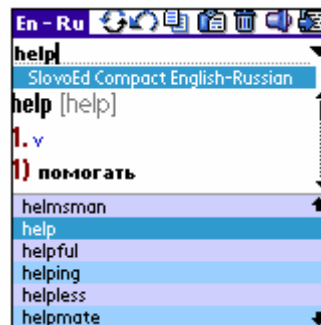 En - Ru
help
SlovoEd Compact English-Russian
help [help]
1. v
1) помогать
helmsman
help
helpful
helping
helpless
helpmate